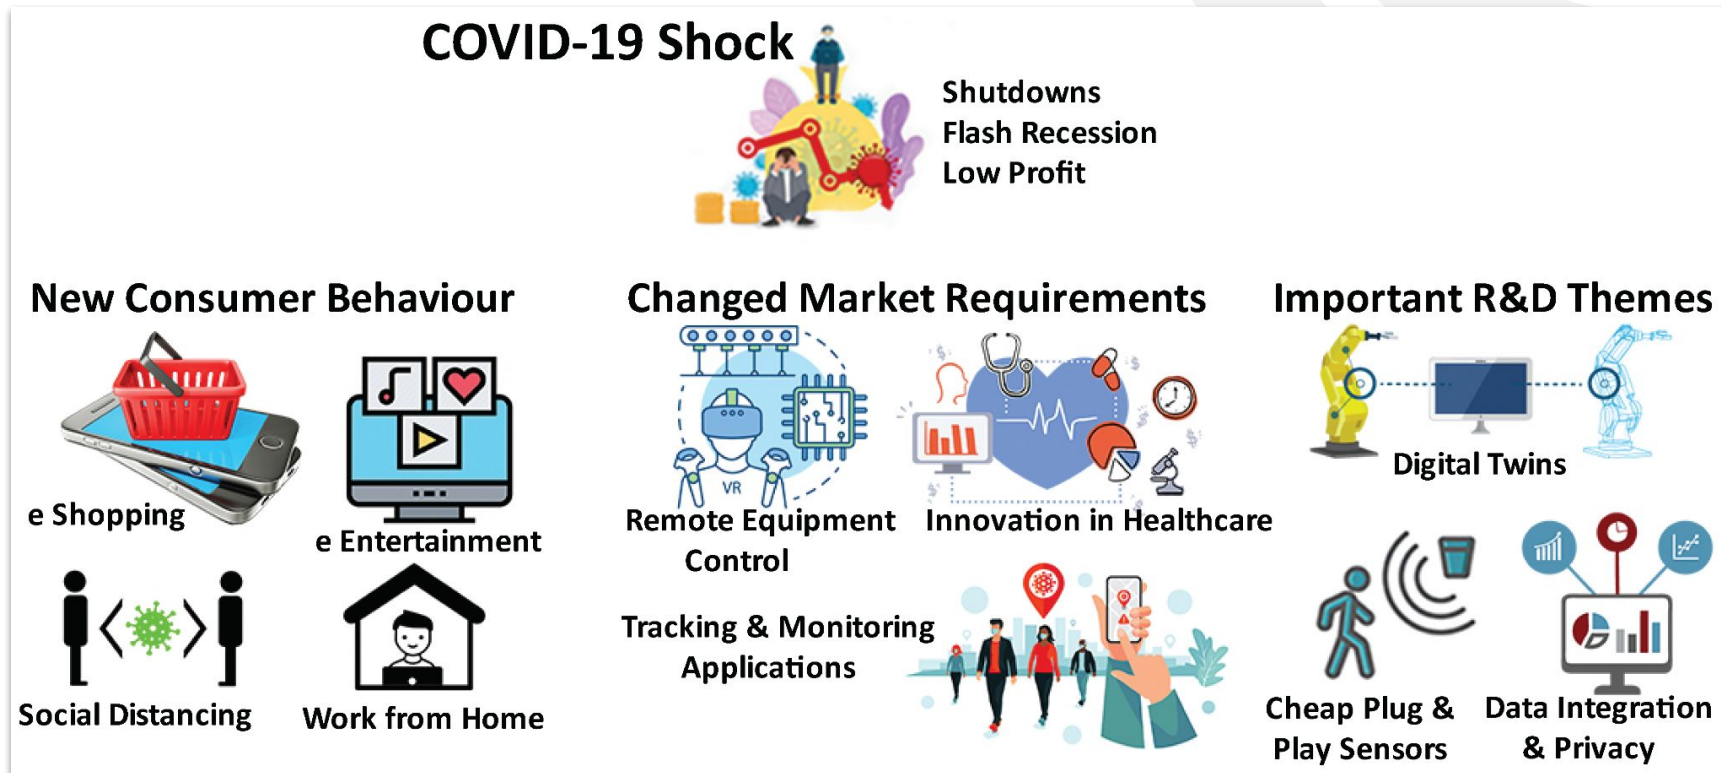 COVID-19 Shock
Shutdowns
Flash Recession
Low Profit
New Consumer Behaviour
e Shopping
e Entertainment
Social Distancing
Work from Home
Changed Market Requirements
VR
Remote Equipment
Control
$
$
$
$
$
Innovation in Healthcare
Tracking & Monitoring
Applications
Important R&D Themes
Digital Twins
Cheap Plug &
Play Sensors
Data Integration
& Privacy